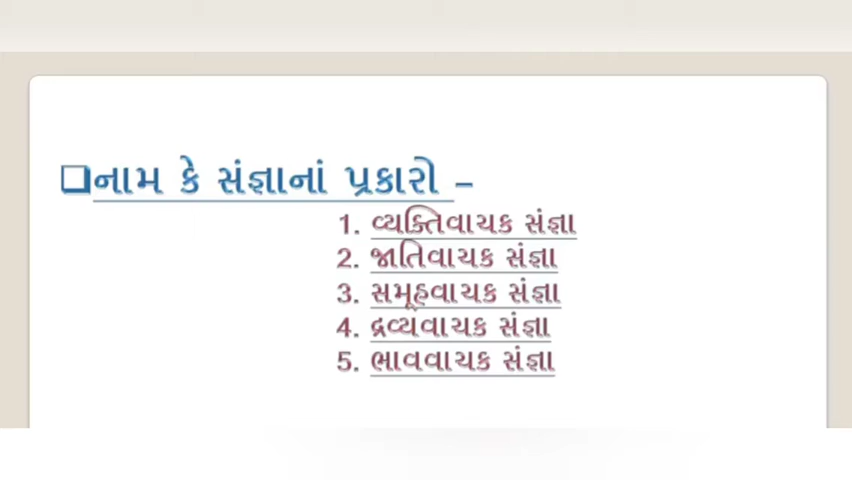 નામ કે સંજ્ઞાનાં પ્રકારો –
1. વ્યક્તિવાચક સંજ્ઞા
2. જાતિવાચક સંજ્ઞા
3. સમૂહવાચક સંજ્ઞા
4. દ્રવ્યવાચક સંજ્ઞા
5. ભાવવાચક સંજ્ઞા